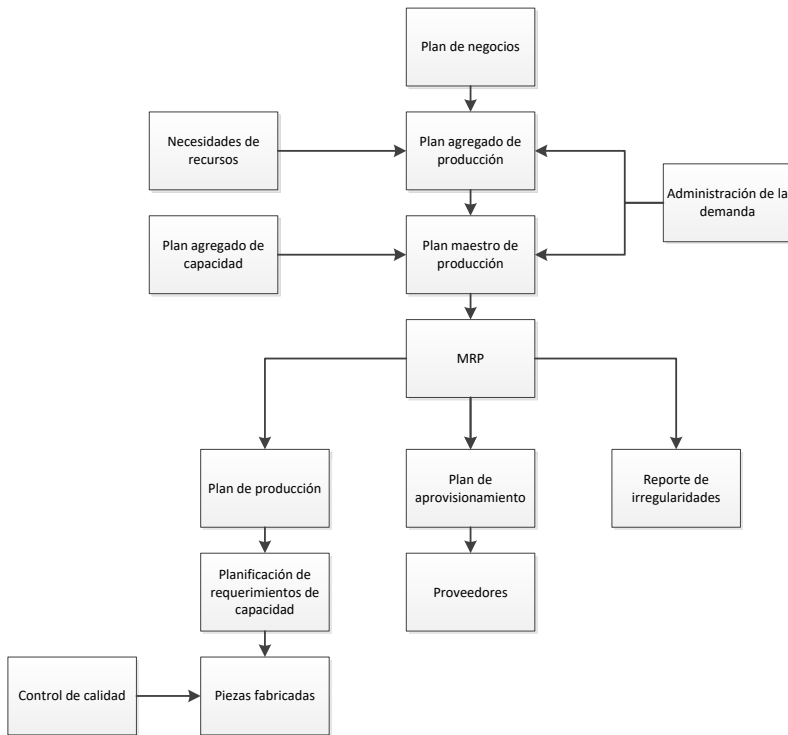 Plan de negocios
Necesidades de
recursos
Plan agregado de
producción
Administración de la
demanda
Plan agregado de
capacidad
Plan maestro de
producción
MRP
Plan de producción
Plan de
aprovisionamiento
Reporte de
irregularidades
Planificación de
requerimientos de
capacidad
Proveedores
Control de calidad
Piezas fabricadas